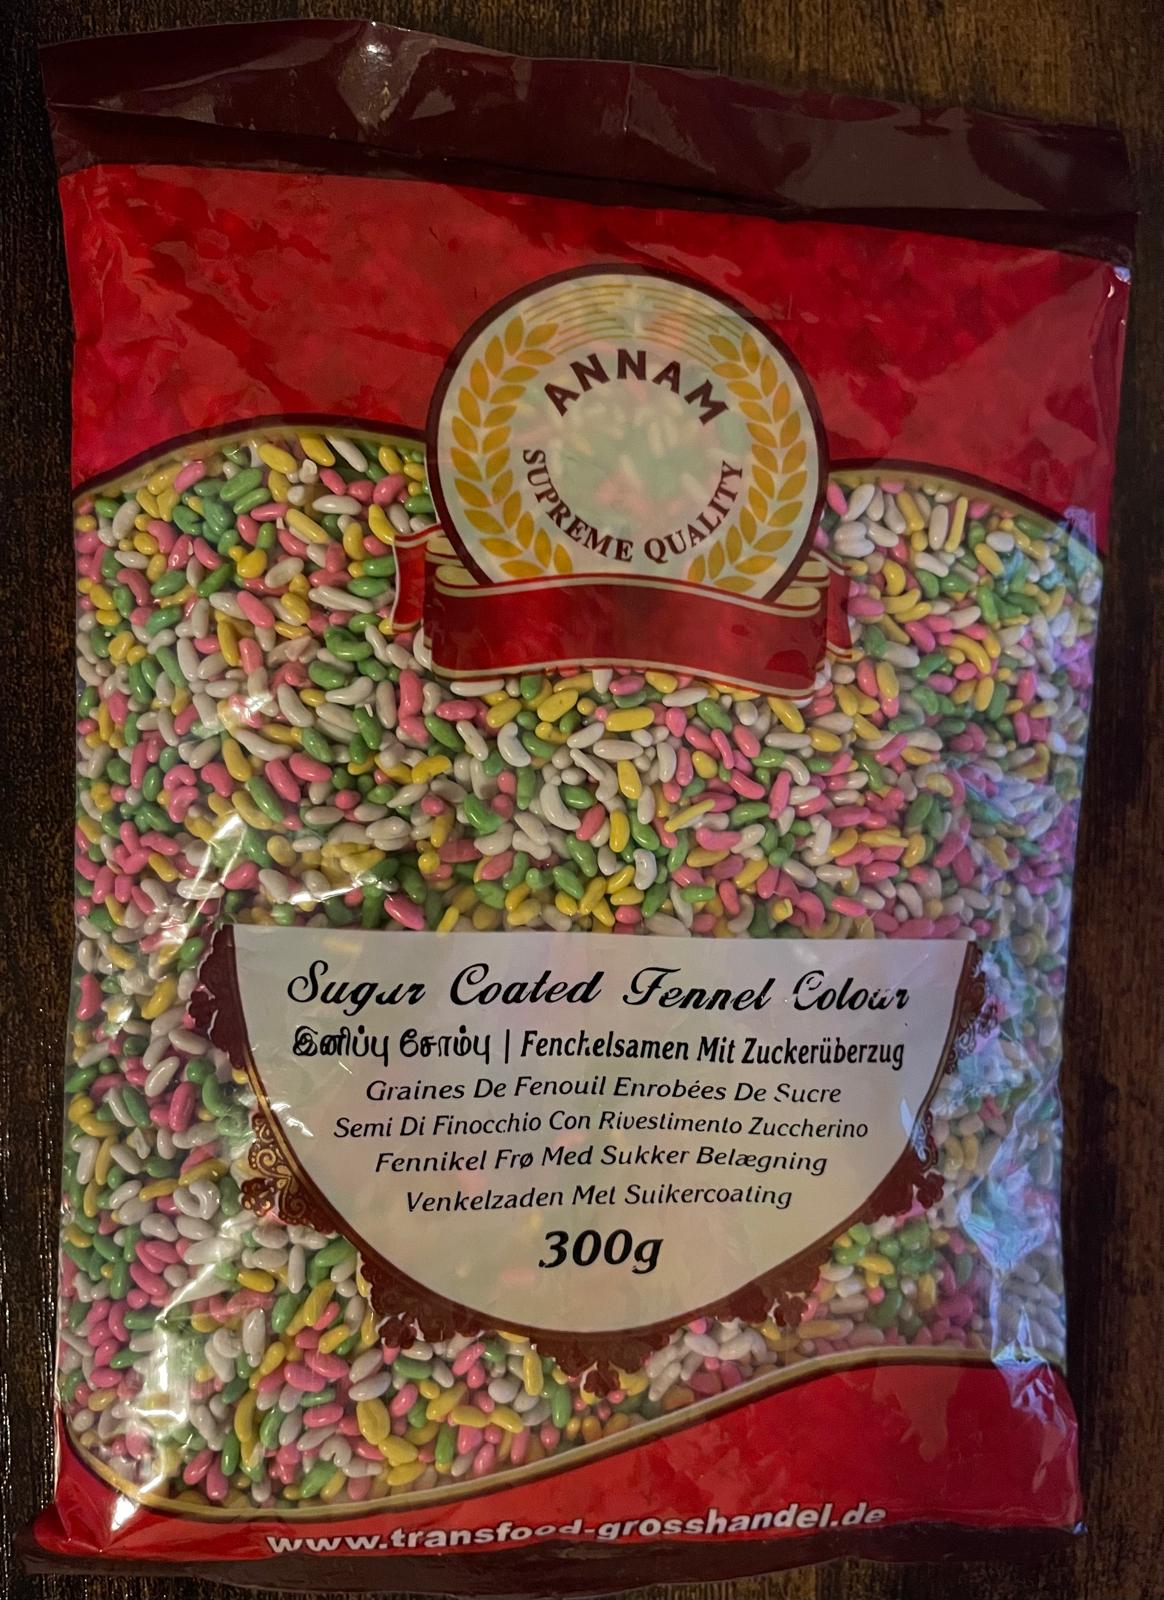 ANNAM
SUPREME QUALITY
Sugar Coated Fennel Colour
இனிப்பு சோம்பு | Fenchelsamen Mit Zuckerüberzug
Graines De Fenouil Enrobées De Sucre
Semi Di Finocchio Con Rivestimento Zuccherino
Fennikel Frø Med Sukker Belægning
Venkelzaden Met Suikercoating
300g
www.transfood-grosshandel.de